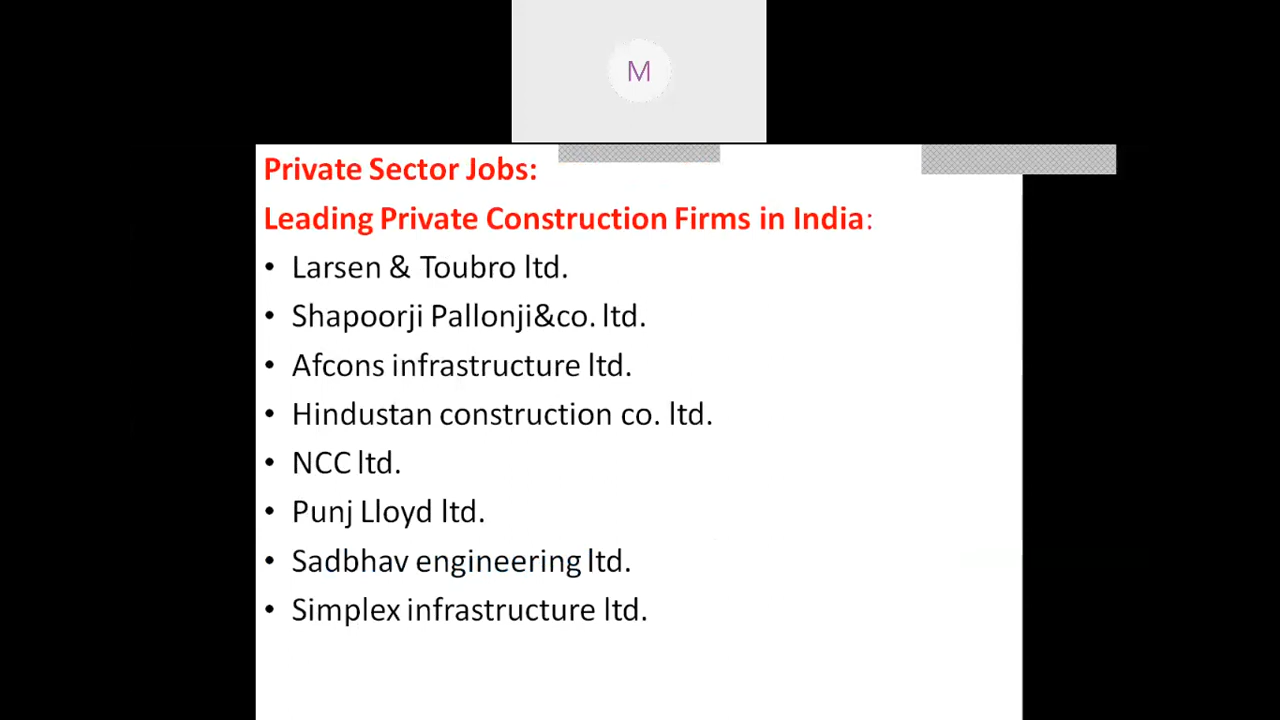 M
Private Sector Jobs:
Leading Private Construction Firms in India:
• Larsen & Toubro ltd.
• Shapoorji Pallonji&co. ltd.
• Afcons infrastructure ltd.
• Hindustan construction co. ltd.
• NCC ltd.
• Punj Lloyd ltd.
• Sadbhav engineering ltd.
• Simplex infrastructure ltd.